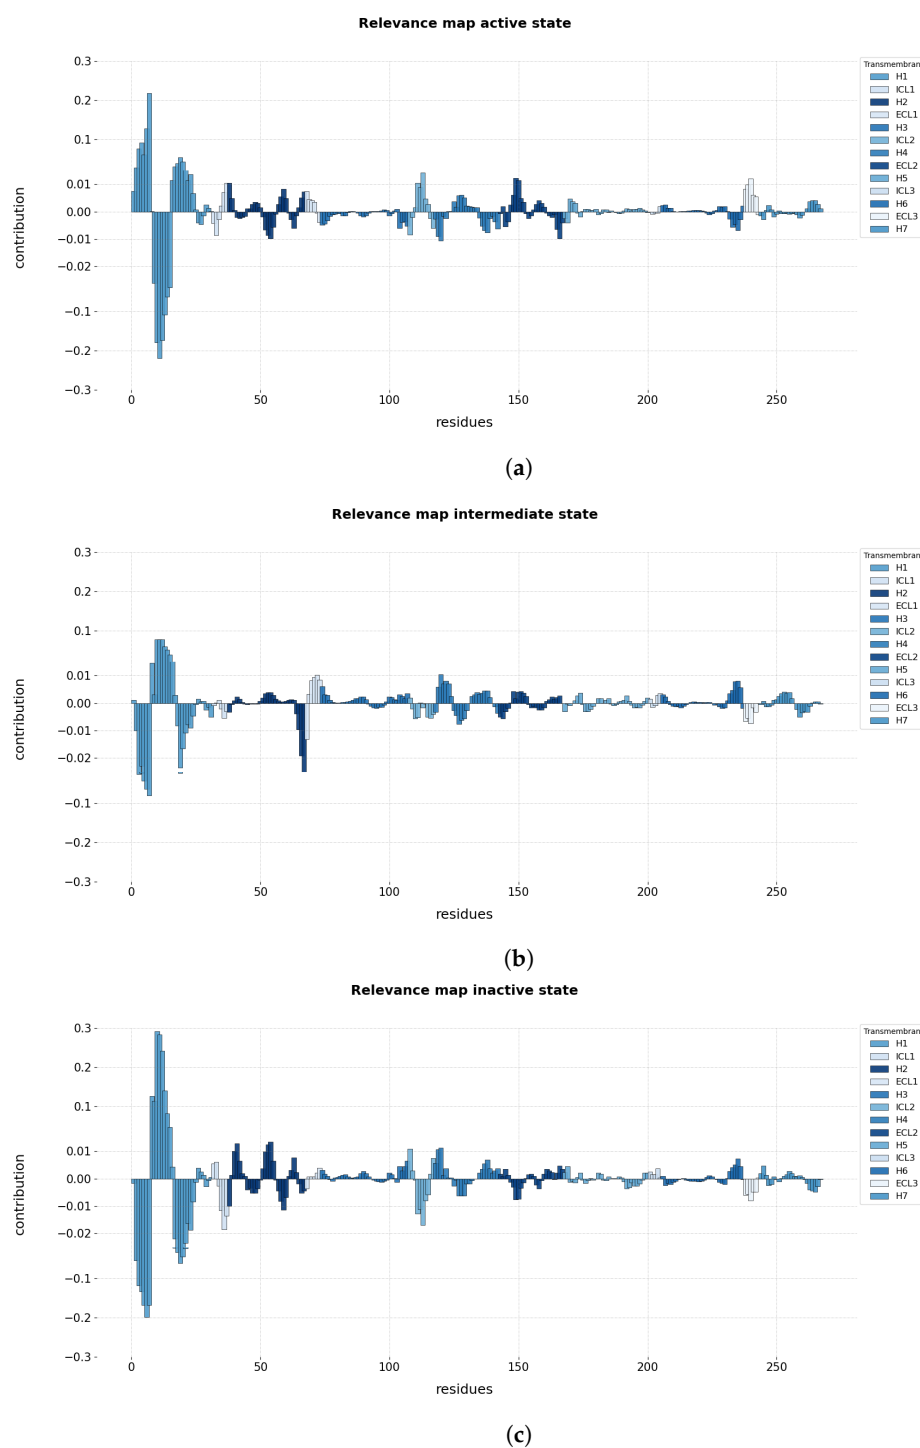 Relevance map active state
Transmembran
0.3
0.2
0.1
0.01
0.00
−0.01
−0.02
−0.1
−0.2
−0.3
contribution
H1
ICL1
H2
ECL1
H3
ICL2
H4
ECL2
H5
ICL3
H6
ECL3
H7
0 50 100 150 200 250
residues
(a)
Relevance map intermediate state
Transmembran
0.3
0.2
0.1
0.01
0.00
−0.01
−0.02
−0.1
−0.2
−0.3
contribution
H1
ICL1
H2
ECL1
H3
ICL2
H4
ECL2
H5
ICL3
H6
ECL3
H7
0 50 100 150 200 250
residues
(b)
Relevance map inactive state
Transmembran
0.3
0.2
0.1
0.01
0.00
−0.01
−0.02
−0.1
−0.2
−0.3
contribution
H1
ICL1
H2
ECL1
H3
ICL2
H4
ECL2
H5
ICL3
H6
ECL3
H7
0 50 100 150 200 250
residues
(c)